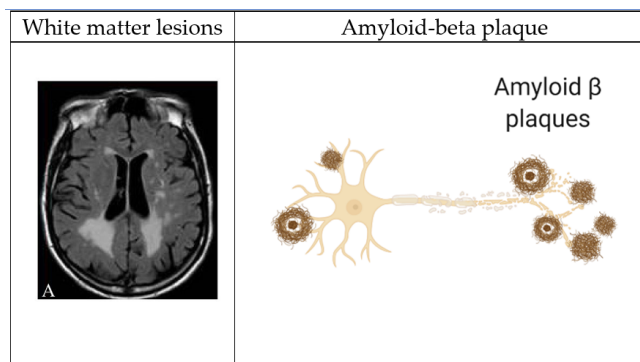 White matter lesions
Amyloid-beta plaque
Amyloid β
plaques
A